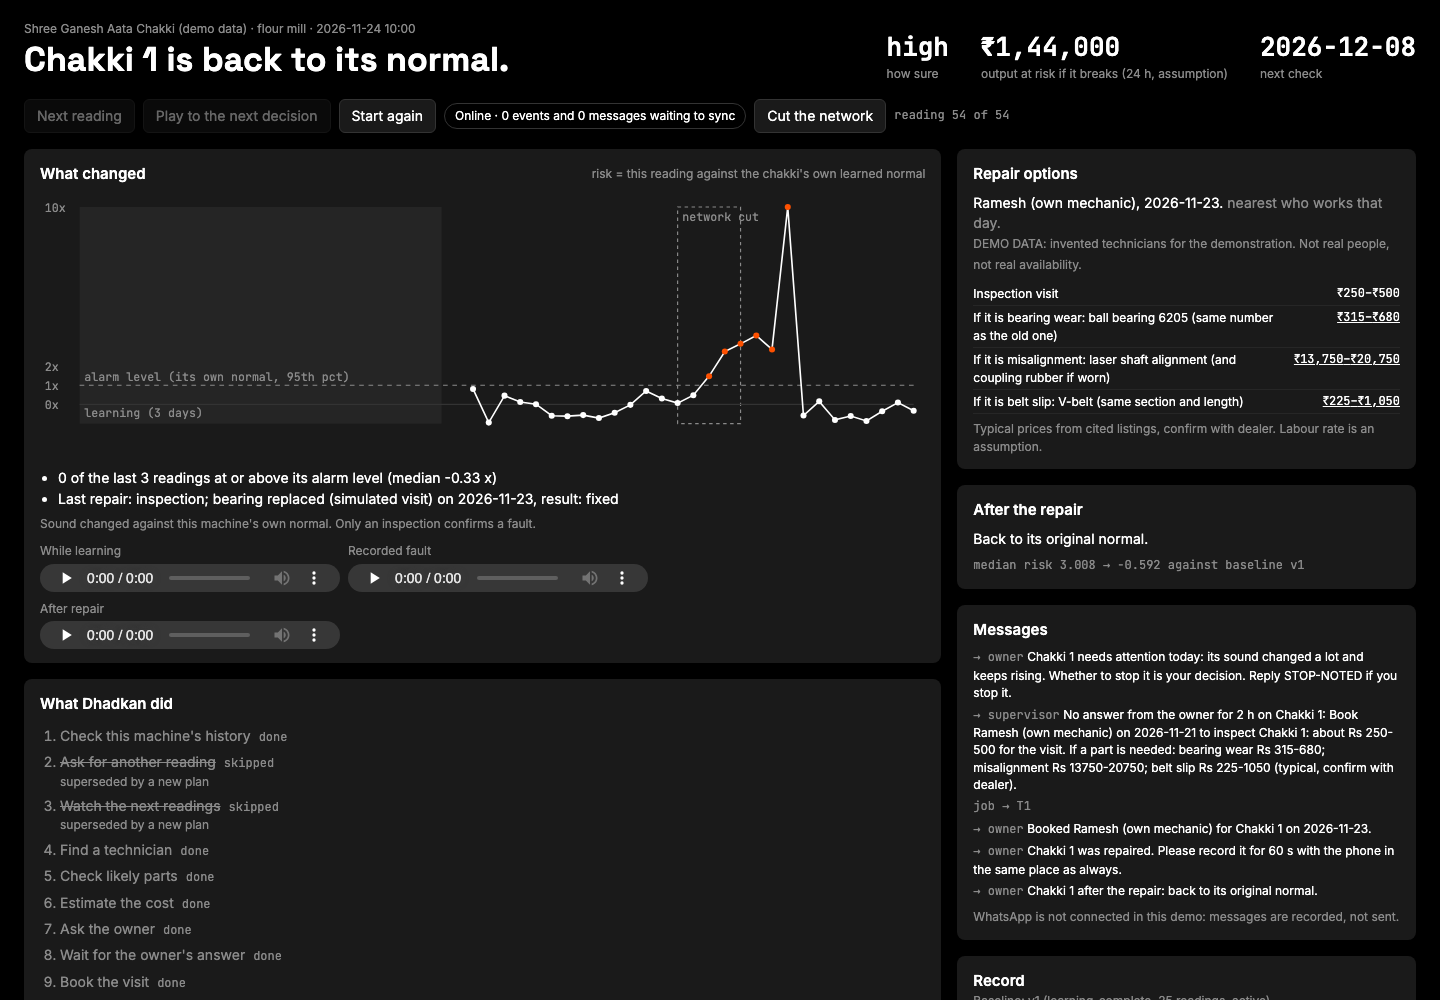 Shree Ganesh Aata Chakki (demo data) · flour mill · 2026-11-24 10:00
Chakki 1 is back to its normal.
high
how sure
₹1,44,000
output at risk if it breaks (24 h, assumption)
2026-12-08
next check
Next reading
Play to the next decision
Start again
Online · 0 events and 0 messages waiting to sync
Cut the network
reading 54 of 54
What changed
risk = this reading against the chakki's own learned normal
10x
network cut
2x
alarm level (its own normal, 95th pct)
1x
0x
learning (3 days)
• 0 of the last 3 readings at or above its alarm level (median -0.33 x)
• Last repair: inspection; bearing replaced (simulated visit) on 2026-11-23, result: fixed
Sound changed against this machine's own normal. Only an inspection confirms a fault.
While learning
0:00 / 0:00
Recorded fault
0:00 / 0:00
After repair
0:00 / 0:00
What Dhadkan did
1. Check this machine's history done
2. Ask for another reading skipped
superseded by a new plan
3. Watch the next readings skipped
superseded by a new plan
4. Find a technician done
5. Check likely parts done
6. Estimate the cost done
7. Ask the owner done
8. Wait for the owner's answer done
9. Book the visit done
Repair options
Ramesh (own mechanic), 2026-11-23. nearest who works that
day.
DEMO DATA: invented technicians for the demonstration. Not real people,
not real availability.
Inspection visit ₹250–₹500
If it is bearing wear: ball bearing 6205 (same number ₹315–₹680
as the old one)
If it is misalignment: laser shaft alignment (and ₹13,750–₹20,750
coupling rubber if worn)
If it is belt slip: V-belt (same section and length) ₹225–₹1,050
Typical prices from cited listings, confirm with dealer. Labour rate is an
assumption.
After the repair
Back to its original normal.
median risk 3.008 → -0.592 against baseline v1
Messages
→ owner Chakki 1 needs attention today: its sound changed a lot and
keeps rising. Whether to stop it is your decision. Reply STOP-NOTED if you
stop it.
→ supervisor No answer from the owner for 2 h on Chakki 1: Book
Ramesh (own mechanic) on 2026-11-21 to inspect Chakki 1: about Rs 250-
500 for the visit. If a part is needed: bearing wear Rs 315-680;
misalignment Rs 13750-20750; belt slip Rs 225-1050 (typical, confirm with
dealer).
job → T1
→ owner Booked Ramesh (own mechanic) for Chakki 1 on 2026-11-23.
→ owner Chakki 1 was repaired. Please record it for 60 s with the phone in
the same place as always.
→ owner Chakki 1 after the repair: back to its original normal.
WhatsApp is not connected in this demo: messages are recorded, not sent.
Record
Baseline: v1 (learning complete, 25 readings, active)